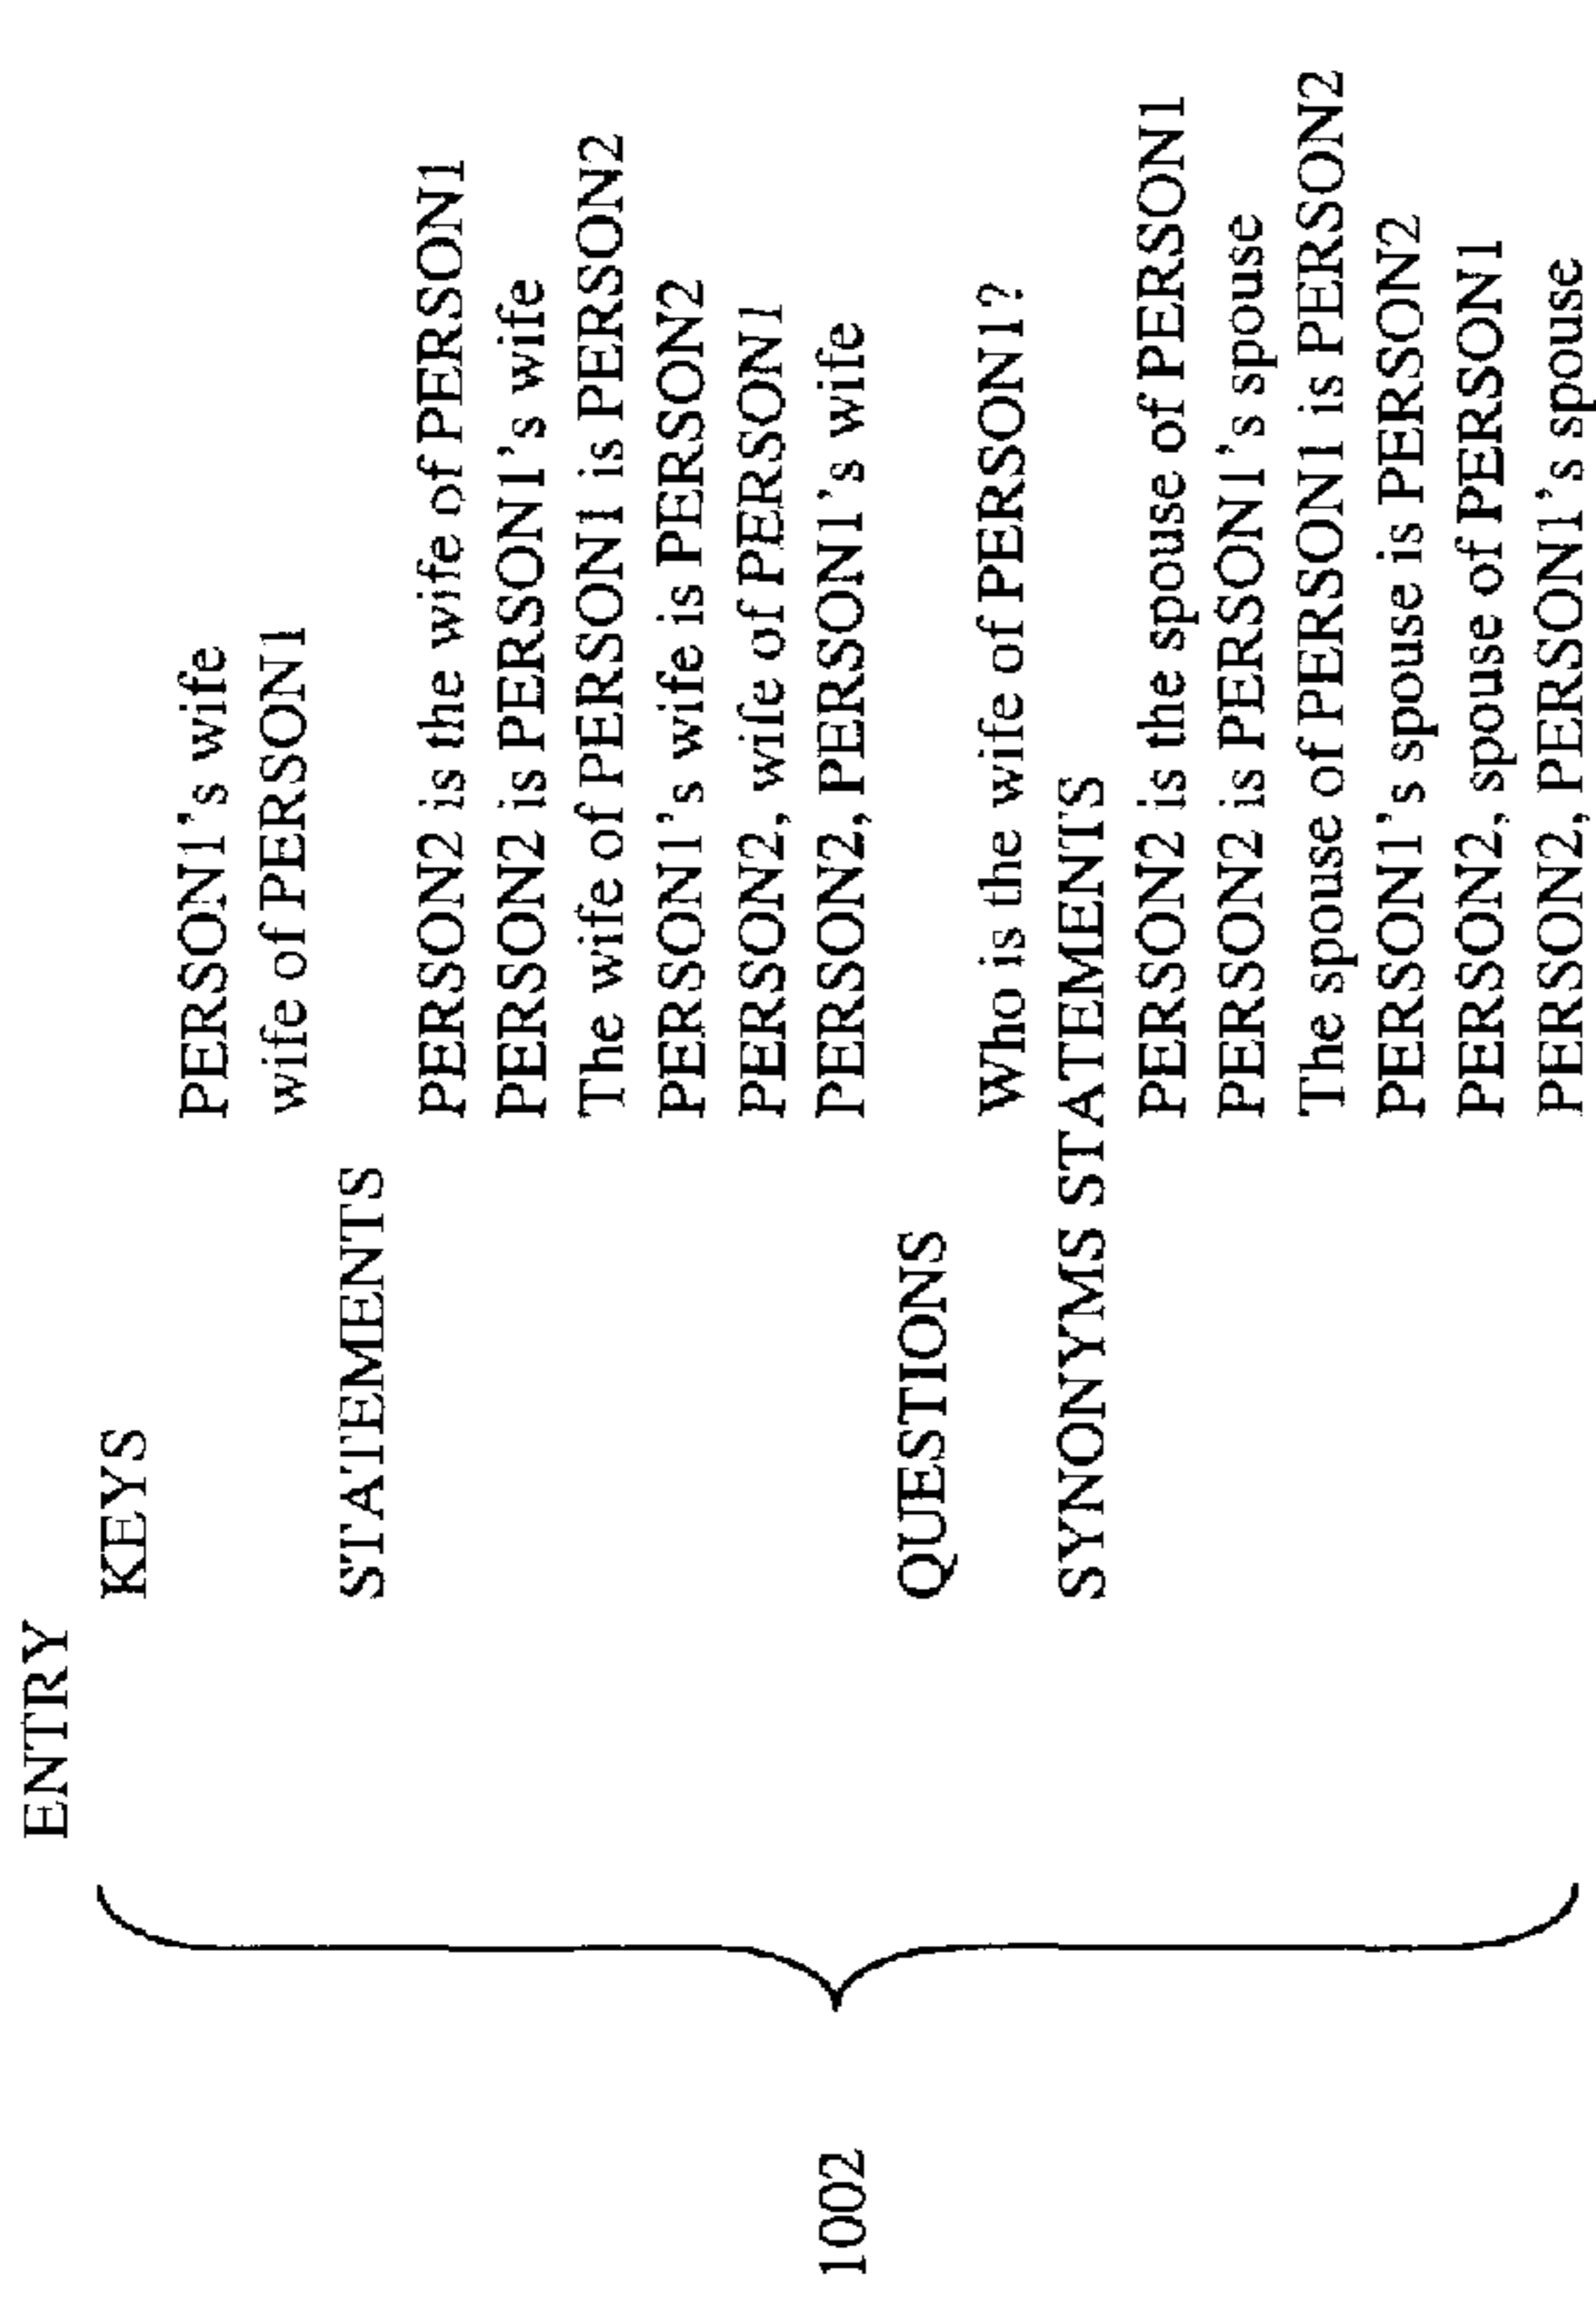 ENTRY
KEYS
PERSON1's wife
wife of PERSON1
STATEMENTS
PERSON2 is the wife of PERSON1
PERSON2 is PERSON1's wife
The wife of PERSON1 is PERSON2
PERSON1's wife is PERSON2
PERSON2, wife of PERSON1
PERSON2, PERSON1's wife
QUESTIONS
Who is the wife of PERSON1?
SYNONYMS STATEMENTS
PERSON2 is the spouse of PERSON1
PERSON2 is PERSON1's spouse
The spouse of PERSON1 is PERSON2
PERSON1's spouse is PERSON2
PERSON2, spouse of PERSON1
PERSON2, PERSON1's spouse
1002